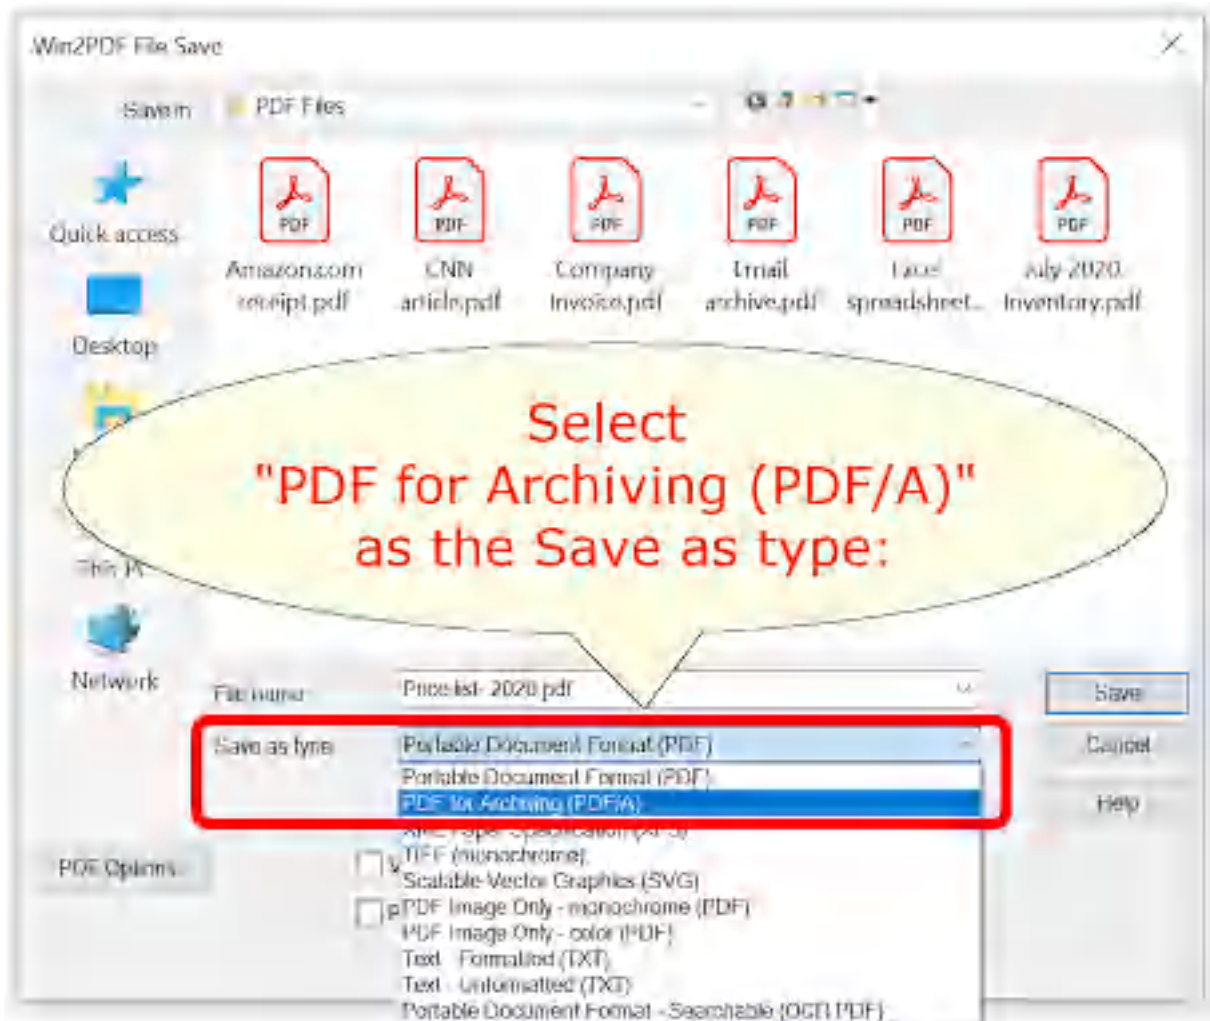 Win2PDF File Save
Save in
PDF Files
Quick access
Desktop
Network
PDF
PDF
PDF
PDF
PDF
PDF
Amazon.com
receipt.pdf
CNN
article.pdf
Company
Invoice.pdf
Email
archive.pdf
Excel
spreadsheet...
July-2020
Inventory.pdf
Select
"PDF for Archiving (PDF/A)"
as the Save as type:
File name
Price list- 2020.pdf
Save
Save as type
Portable Document Format (PDF)
Cancel
Portable Document Format (PDF)
PDF for Archiving (PDF/A)
Help
XML Paper Specification (XPS)
TIFF (monochrome)
Scalable Vector Graphics (SVG)
PDF Image Only - monochrome (PDF)
PDF Image Only - color (PDF)
Text - Formatted (TXT)
Text - Unformatted (TXT)
Portable Document Format - Searchable (OCR PDF)
PDF Options